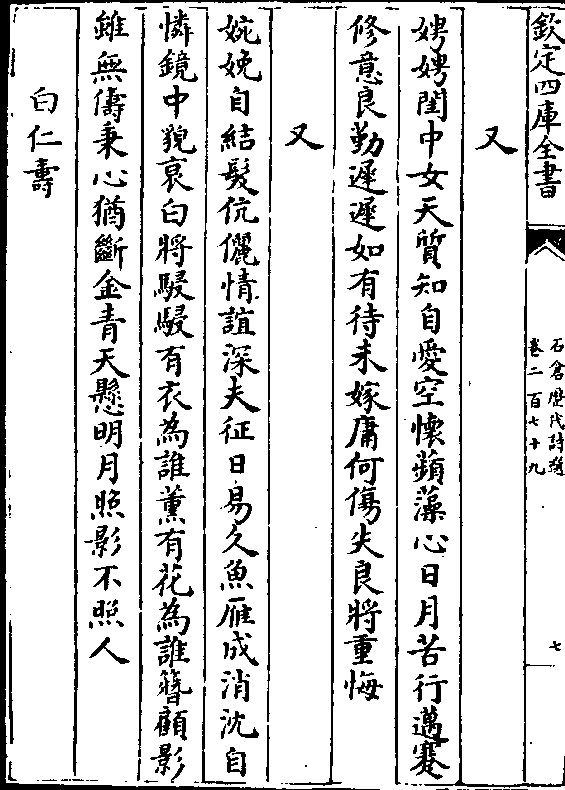 欽定四庫全書
石倉歷代詩選
卷二百七十九
七
又
娉娉閨中女天質知自愛空懷蘋藻心日月苦行邁蹇
修意良勤遲遲如有待未嫁庸何傷失良將重悔
又
婉娩自結髮伉儷情誼深夫征日易久魚雁成消沈自
憐鏡中貌哀白將駸駸有衣為誰薰有花為誰簪顧影
雖無儔秉心猶斷金青天懸明月照影不照人
白仁壽